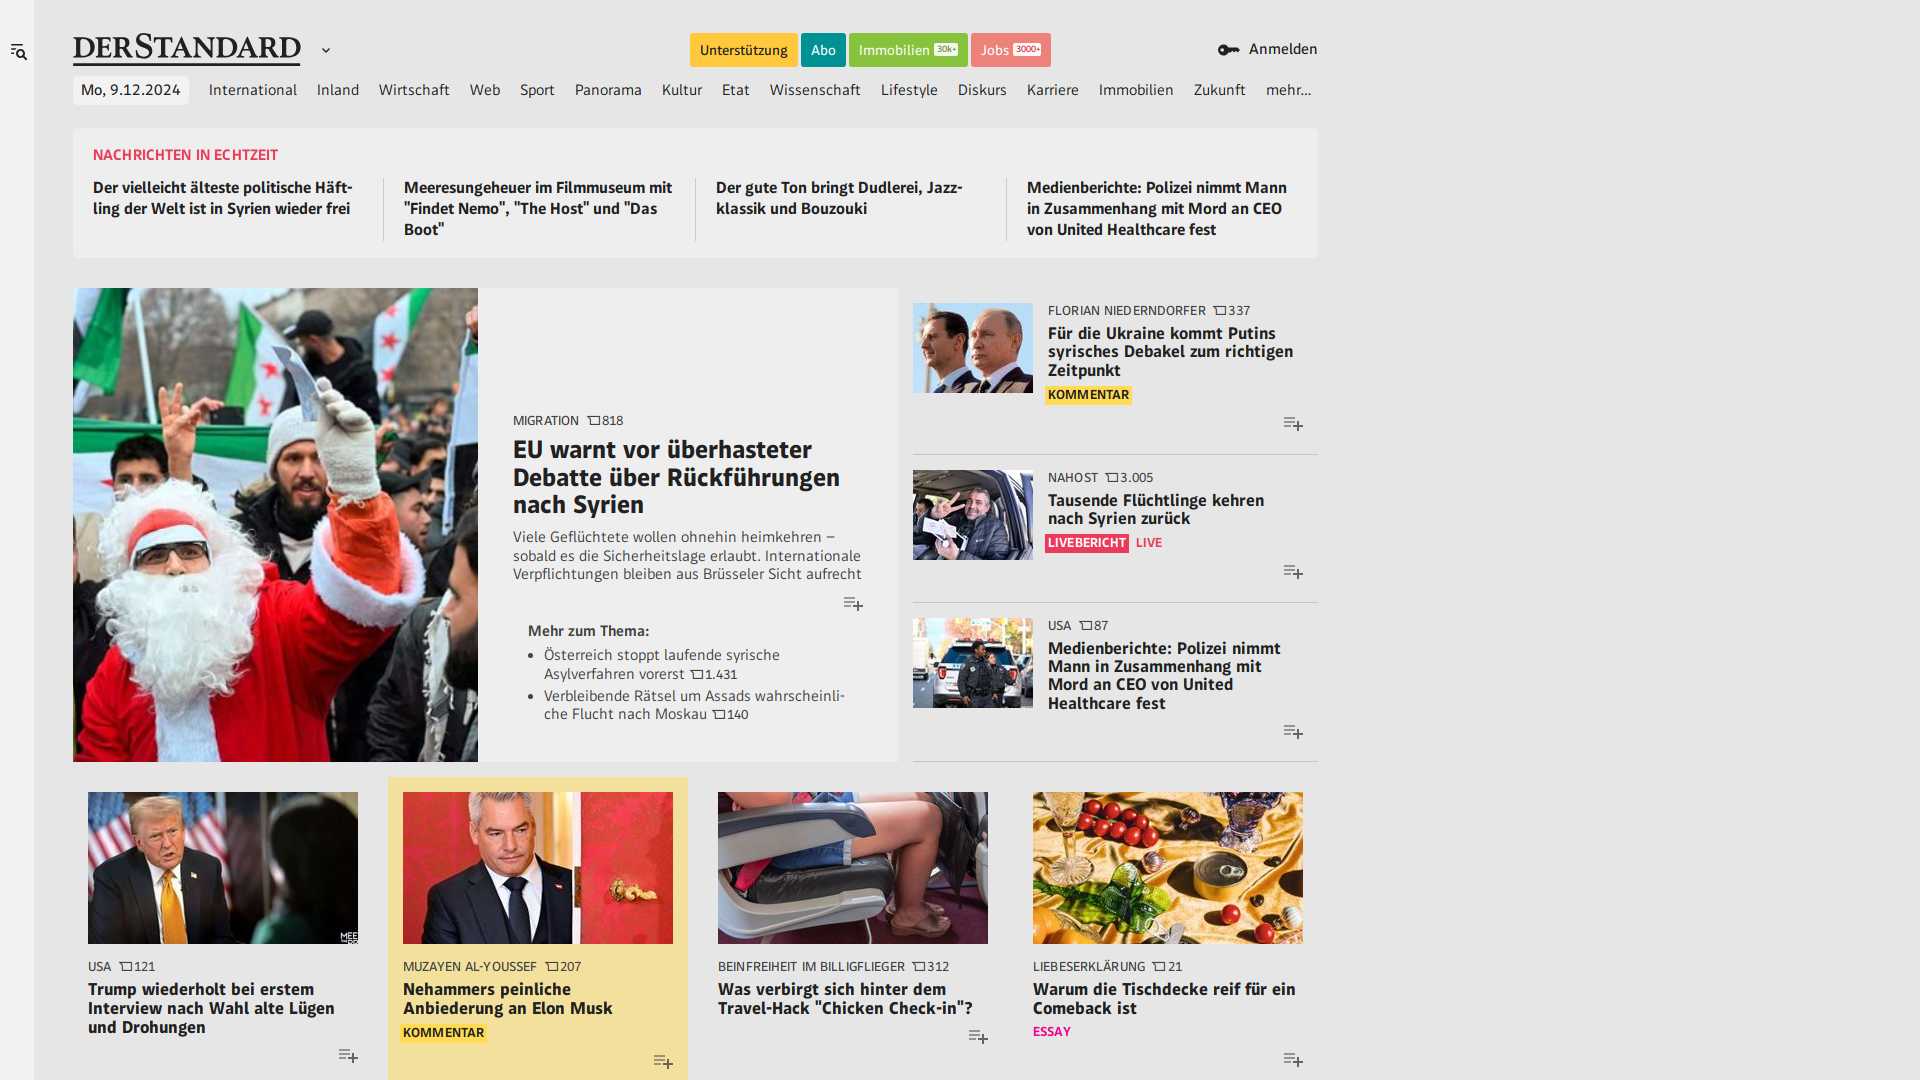 DERSTANDARD
Unterstützung
Abo
Immobilien 30k+
Jobs 3000+
Anmelden
Mo, 9.12.2024
International
Inland
Wirtschaft
Web
Sport
Panorama
Kultur
Etat
Wissenschaft
Lifestyle
Diskurs
Karriere
Immobilien
Zukunft
mehr...
NACHRICHTEN IN ECHTZEIT
Der vielleicht älteste politische Häft-
ling der Welt ist in Syrien wieder frei
Meeresungeheuer im Filmmuseum mit
"Findet Nemo", "The Host" und "Das
Boot"
Der gute Ton bringt Dudlerei, Jazz-
klassik und Bouzouki
Medienberichte: Polizei nimmt Mann
in Zusammenhang mit Mord an CEO
von United Healthcare fest
MIGRATION 818
EU warnt vor überhasteter
Debatte über Rückführungen
nach Syrien
Viele Geflüchtete wollen ohnehin heimkehren –
sobald es die Sicherheitslage erlaubt. Internationale
Verpflichtungen bleiben aus Brüsseler Sicht aufrecht
Mehr zum Thema:
Österreich stoppt laufende syrische
Asylverfahren vorerst 1.431
Verbleibende Rätsel um Assads wahrscheinli-
che Flucht nach Moskau 140
FLORIAN NIEDERNDORFER 337
Für die Ukraine kommt Putins
syrisches Debakel zum richtigen
Zeitpunkt
KOMMENTAR
NAHOST 3.005
Tausende Flüchtlinge kehren
nach Syrien zurück
LIVEBERICHT LIVE
USA 87
Medienberichte: Polizei nimmt
Mann in Zusammenhang mit
Mord an CEO von United
Healthcare fest
USA 121
Trump wiederholt bei erstem
Interview nach Wahl alte Lügen
und Drohungen
MUZAYEN AL-YOUSSEF 207
Nehammers peinliche
Anbiederung an Elon Musk
KOMMENTAR
BEINFREIHEIT IM BILLIGFLIEGER 312
Was verbirgt sich hinter dem
Travel-Hack "Chicken Check-in"?
LIEBESERKLÄRUNG 21
Warum die Tischdecke reif für ein
Comeback ist
ESSAY